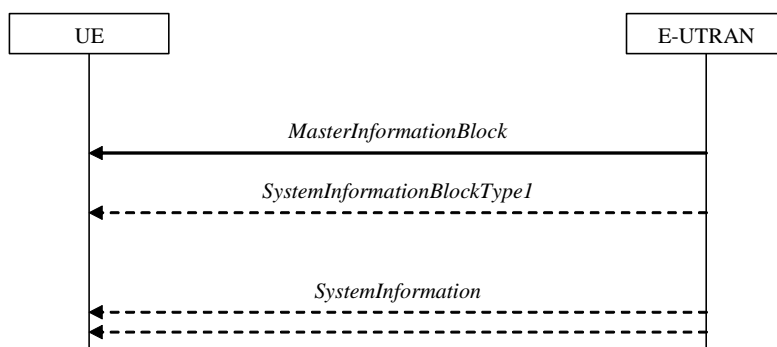 UE
E-UTRAN
MasterInformationBlock
SystemInformationBlockType1
SystemInformation